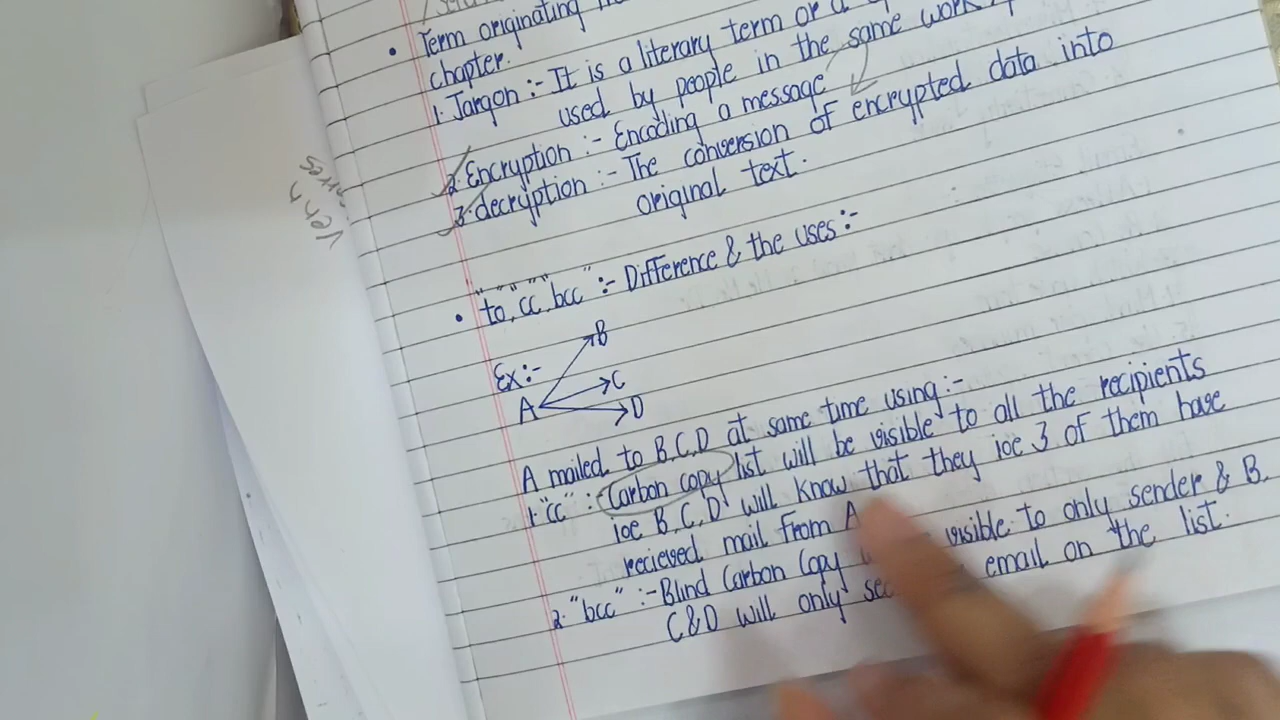 • Term originating
chapter.
1. Jargon :- It is a literary term or a
used by people in the same work
2. Encryption :- Encoding a message
3. decryption :- The conversion of encrypted data into
original text.
• "to", "cc", "bcc" :- Difference & the uses :-
Ex :-
B
C
A
D
A mailed to B, C, D at same time using :-
1. "cc" : Carbon copy list will be visible to all the recipients
ioe B, C, D will know that they ioe 3 of them have
recieved mail from A
2. "bcc" :- Blind Carbon Copy visible to only sender & B,
C & D will only see email on the list.